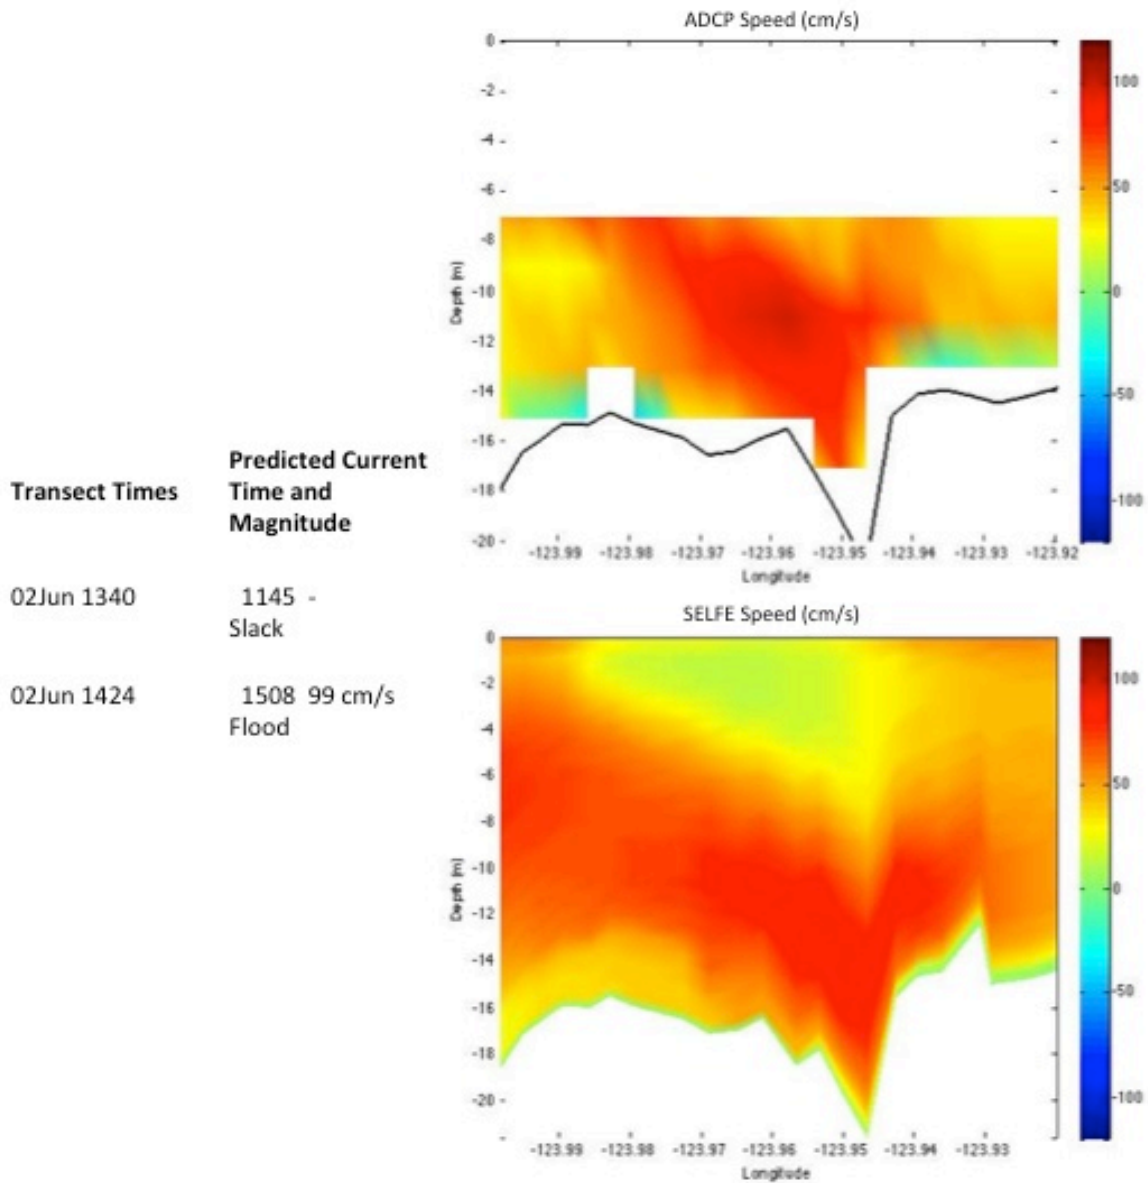 ADCP Speed (cm/s)
0
-2
-4
-6
-8
-10
-12
-14
-16
-18
-20
Depth (m)
-123.99 -123.98 -123.97 -123.96 -123.95 -123.94 -123.93 -123.92
Longitude
100
50
0
-50
-100
Transect Times
Predicted Current
Time and
Magnitude
02Jun 1340
1145 -
Slack
02Jun 1424
1508 99 cm/s
Flood
SELFE Speed (cm/s)
0
-2
-4
-6
-8
-10
-12
-14
-16
-18
-20
Depth (m)
-123.99 -123.98 -123.97 -123.96 -123.95 -123.94 -123.93
Longitude
100
50
0
-50
-100